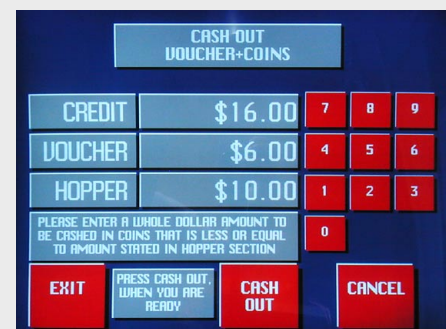 CASH OUT
VOUCHER+COINS
CREDIT $16.00 7 8 9
VOUCHER $6.00 4 5 6
HOPPER $10.00 1 2 3
PLEASE ENTER A WHOLE DOLLAR AMOUNT TO
BE CASHED IN COINS THAT IS LESS OR EQUAL
TO AMOUNT STATED IN HOPPER SECTION
0
EXIT
PRESS CASH OUT,
WHEN YOU ARE
READY
CASH
OUT
CANCEL